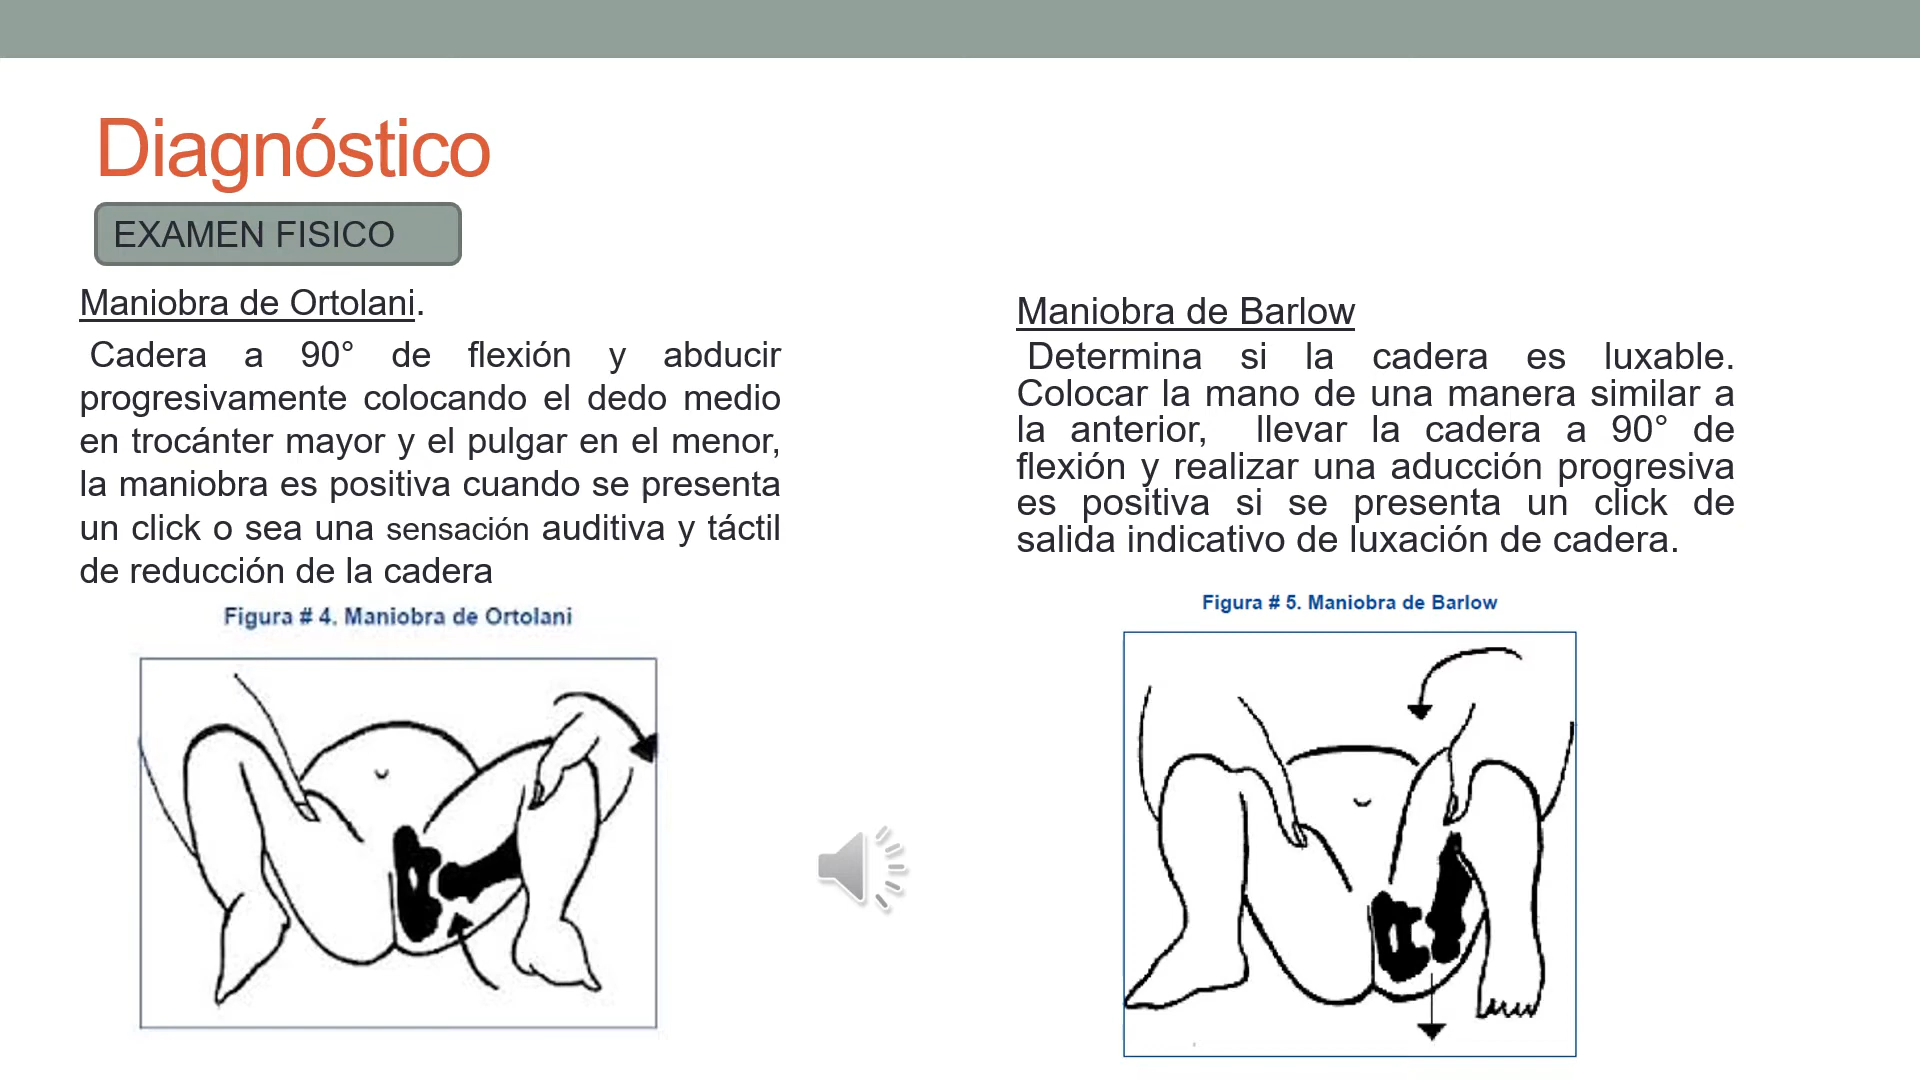 Diagnóstico
EXAMEN FISICO
Maniobra de Ortolani.
Cadera a 90° de flexión y abducir
progresivamente colocando el dedo medio
en trocánter mayor y el pulgar en el menor,
la maniobra es positiva cuando se presenta
un click o sea una sensación auditiva y táctil
de reducción de la cadera
Figura # 4. Maniobra de Ortolani
Maniobra de Barlow
Determina si la cadera es luxable.
Colocar la mano de una manera similar a
la anterior, llevar la cadera a 90° de
flexión y realizar una aducción progresiva
es positiva si se presenta un click de
salida indicativo de luxación de cadera.
Figura # 5. Maniobra de Barlow